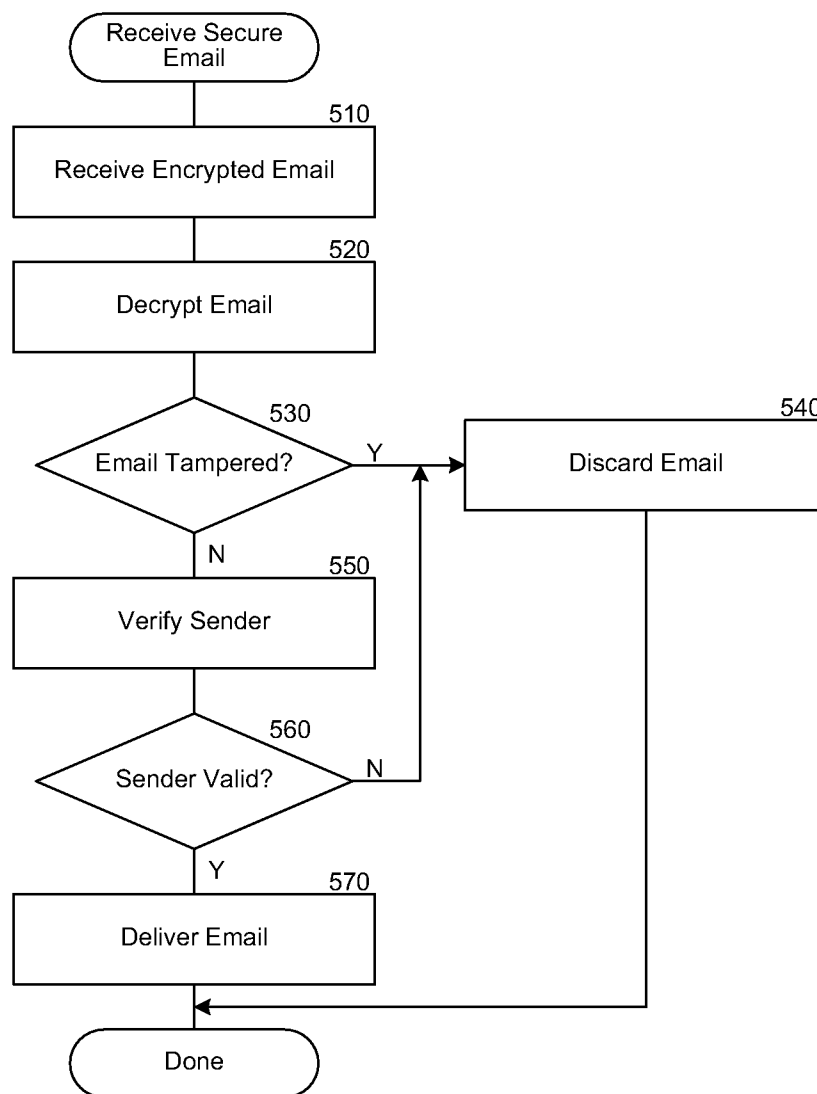 Receive Secure
Email
510
Receive Encrypted Email
520
Decrypt Email
530
Email Tampered?
Y
540
Discard Email
N
550
Verify Sender
560
Sender Valid?
N
Y
570
Deliver Email
Done